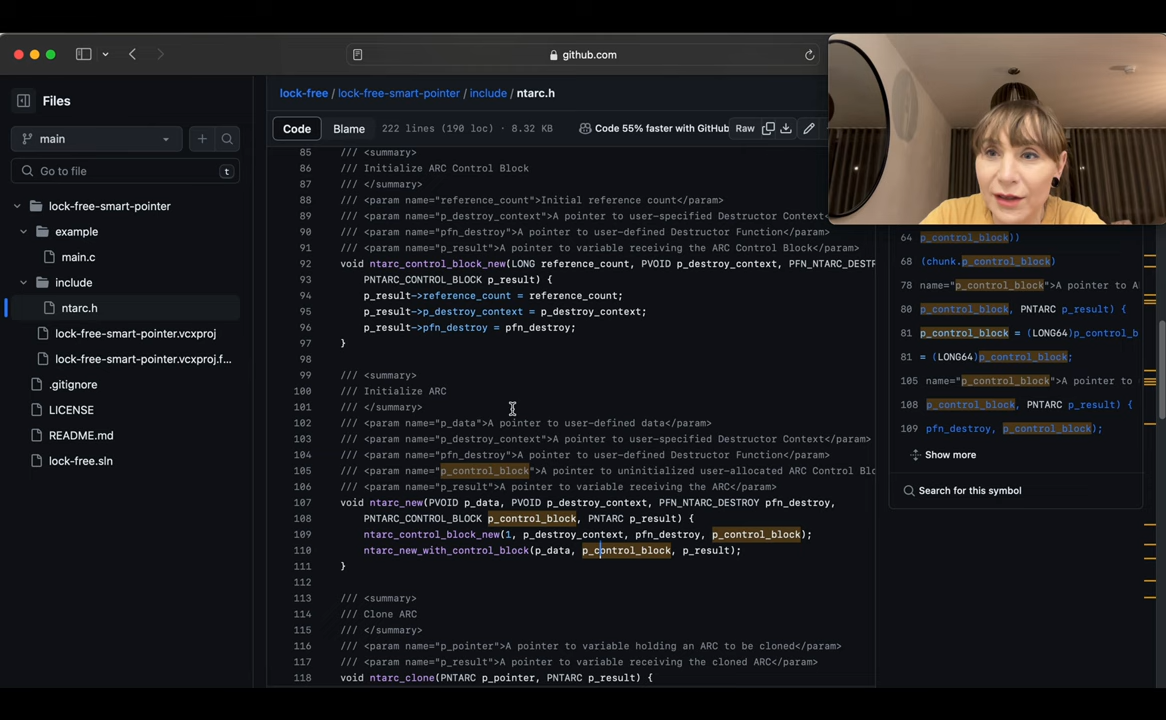 github.com
Files
main
Go to file
t
lock-free-smart-pointer
example
main.c
include
ntarc.h
lock-free-smart-pointer.vcxproj
lock-free-smart-pointer.vcxproj.f...
.gitignore
LICENSE
README.md
lock-free.sln
lock-free / lock-free-smart-pointer / include / ntarc.h
Code Blame 222 lines (190 loc) · 8.32 KB Code 55% faster with GitHub Raw
85 /// <summary>
86 /// Initialize ARC Control Block
87 /// </summary>
88 /// <param name="reference_count">Initial reference count</param>
89 /// <param name="p_destroy_context">A pointer to user-specified Destructor Context<
90 /// <param name="pfn_destroy">A pointer to user-defined Destructor Function</param>
91 /// <param name="p_result">A pointer to variable receiving the ARC Control Block</param>
92 void ntarc_control_block_new(LONG reference_count, PVOID p_destroy_context, PFN_NTARC_DESTR
93 PNTARC_CONTROL_BLOCK p_result) {
94 p_result->reference_count = reference_count;
95 p_result->p_destroy_context = p_destroy_context;
96 p_result->pfn_destroy = pfn_destroy;
97 }
98
99 /// <summary>
100 /// Initialize ARC
101 /// </summary>
102 /// <param name="p_data">A pointer to user-defined data</param>
103 /// <param name="p_destroy_context">A pointer to user-specified Destructor Context</param>
104 /// <param name="pfn_destroy">A pointer to user-defined Destructor Function</param>
105 /// <param name="p_control_block">A pointer to uninitialized user-allocated ARC Control Blo
106 /// <param name="p_result">A pointer to variable receiving the ARC</param>
107 void ntarc_new(PVOID p_data, PVOID p_destroy_context, PFN_NTARC_DESTROY pfn_destroy,
108 PNTARC_CONTROL_BLOCK p_control_block, PNTARC p_result) {
109 ntarc_control_block_new(1, p_destroy_context, pfn_destroy, p_control_block);
110 ntarc_new_with_control_block(p_data, p_control_block, p_result);
111 }
112
113 /// <summary>
114 /// Clone ARC
115 /// </summary>
116 /// <param name="p_pointer">A pointer to variable holding an ARC to be cloned</param>
117 /// <param name="p_result">A pointer to variable receiving the cloned ARC</param>
118 void ntarc_clone(PNTARC p_pointer, PNTARC p_result) {
64 p_control_block))
68 (chunk.p_control_block)
78 name="p_control_block">A pointer to A
80 p_control_block, PNTARC p_result) {
81 p_control_block = (LONG64)p_control_b
81 = (LONG64)p_control_block;
105 name="p_control_block">A pointer to
108 p_control_block, PNTARC p_result) {
109 pfn_destroy, p_control_block);
Show more
Search for this symbol